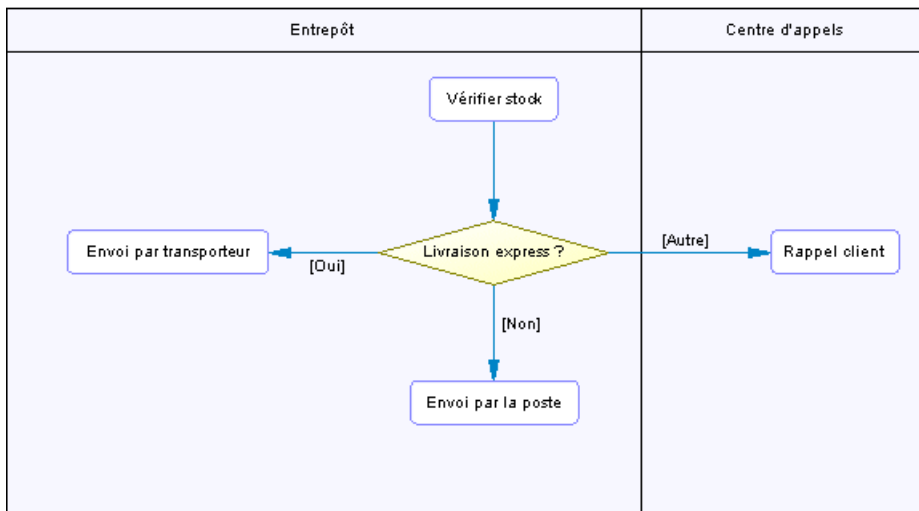 Entrepôt
Centre d'appels
Vérifier stock
Envoi par transporteur
[Oui]
Livraison express ?
[Autre]
Rappel client
[Non]
Envoi par la poste